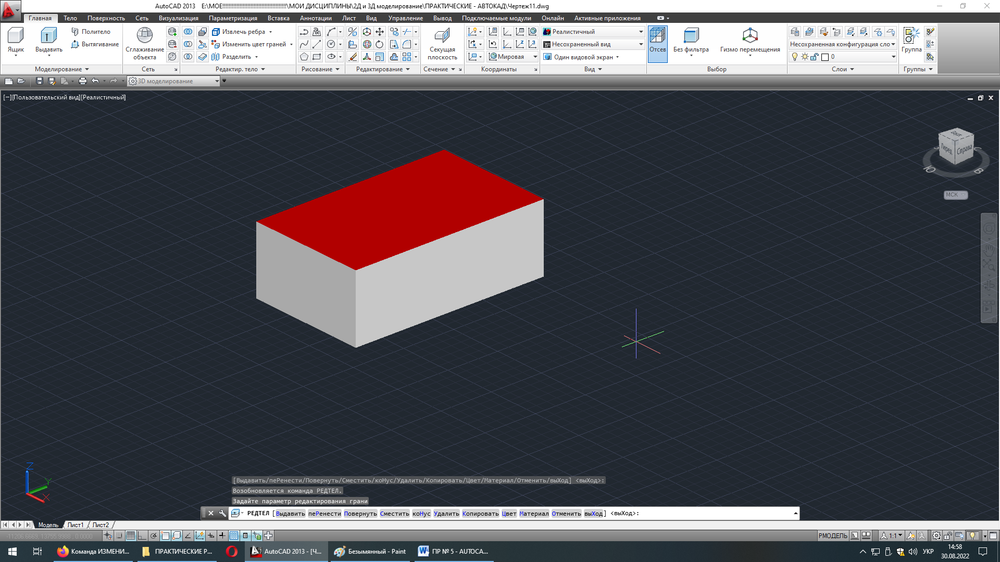 AutoCAD 2013 E:\МОЕ!!!!!!!!!!!!!!!!!!!!!!!!!!!!!!!!!!!!!!!!!\МОИ ДИСЦИПЛИНЫ\2Д и 3Д моделирование\ПРАКТИЧЕСКИЕ - АВТОКАД\Чертеж11.dwg
Главная Тело Поверхность Сеть Визуализация Параметризация Вставка Аннотации Лист Вид Управление Вывод Подключаемые модули Онлайн Активные приложения
Политело Извлечь ребра Реалистичный
Вытягивание Изменить цвет граней Несохраненный вид Несохраненная конфигурация сло
Ящик Выдавить Сглаживание объекта Секущая плоскость Отсев Без фильтра Гизмо перемещения Группа
Разделить Мировая Один видовой экран 0
Моделирование Сеть Редактир. тело Рисование Редактирование Сечение Координаты Вид Выбор Слои Группы
3D моделирование
[−][Пользовательский вид][Реалистичный]
Верх
Перед Справа
Ю В
МСК
Z
Y
X
[Выдавить/пеРенести/Повернуть/Сместить/коНус/Удалить/Копировать/Цвет/Материал/Отменить/выХод] <выХод>:
Возобновляется команда РЕДТЕЛ.
Задайте параметр редактирования грани
РЕДТЕЛ [Выдавить пеРенести Повернуть Сместить коНус Удалить Копировать Цвет Материал Отменить выХод] <выХод>:
Модель Лист1 Лист2
-11206.6669, 13755.9988, 0.0000 РМОДЕЛЬ 1:1
Команда ИЗМЕНИ... ПРАКТИЧЕСКИЕ Р... AutoCAD 2013 - [Ч... Безымянный - Paint ПР № 5 - AUTOCA... УКР 14:58
30.08.2022